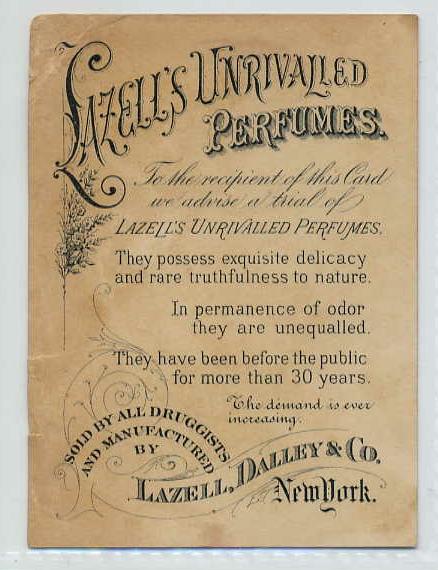 LAZELL'S UNRIVALLED
PERFUMES.
To the recipient of this Card
we advise a trial of
LAZELL'S UNRIVALLED PERFUMES.
They possess exquisite delicacy
and rare truthfulness to nature.
In permanence of odor
they are unequalled.
They have been before the public
for more than 30 years.
The demand is ever
increasing.
SOLD BY ALL DRUGGISTS
AND MANUFACTURED
BY
LAZELL, DALLEY & CO.
New York.